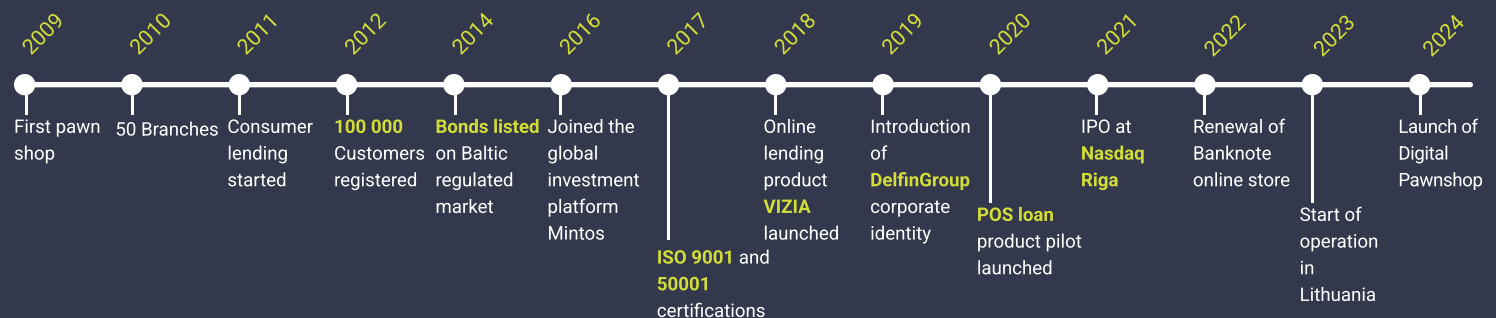 2009
First pawn
shop
2010
50 Branches
2011
Consumer
lending
started
2012
100 000
Customers
registered
2014
Bonds listed
on Baltic
regulated
market
2016
Joined the
global
investment
platform
Mintos
2017
ISO 9001 and
50001
certifications
2018
Online
lending
product
VIZIA
launched
2019
Introduction
of
DelfinGroup
corporate
identity
2020
POS loan
product pilot
launched
2021
IPO at
Nasdaq
Riga
2022
Renewal of
Banknote
online store
2023
Start of
operation
in
Lithuania
2024
Launch of
Digital
Pawnshop